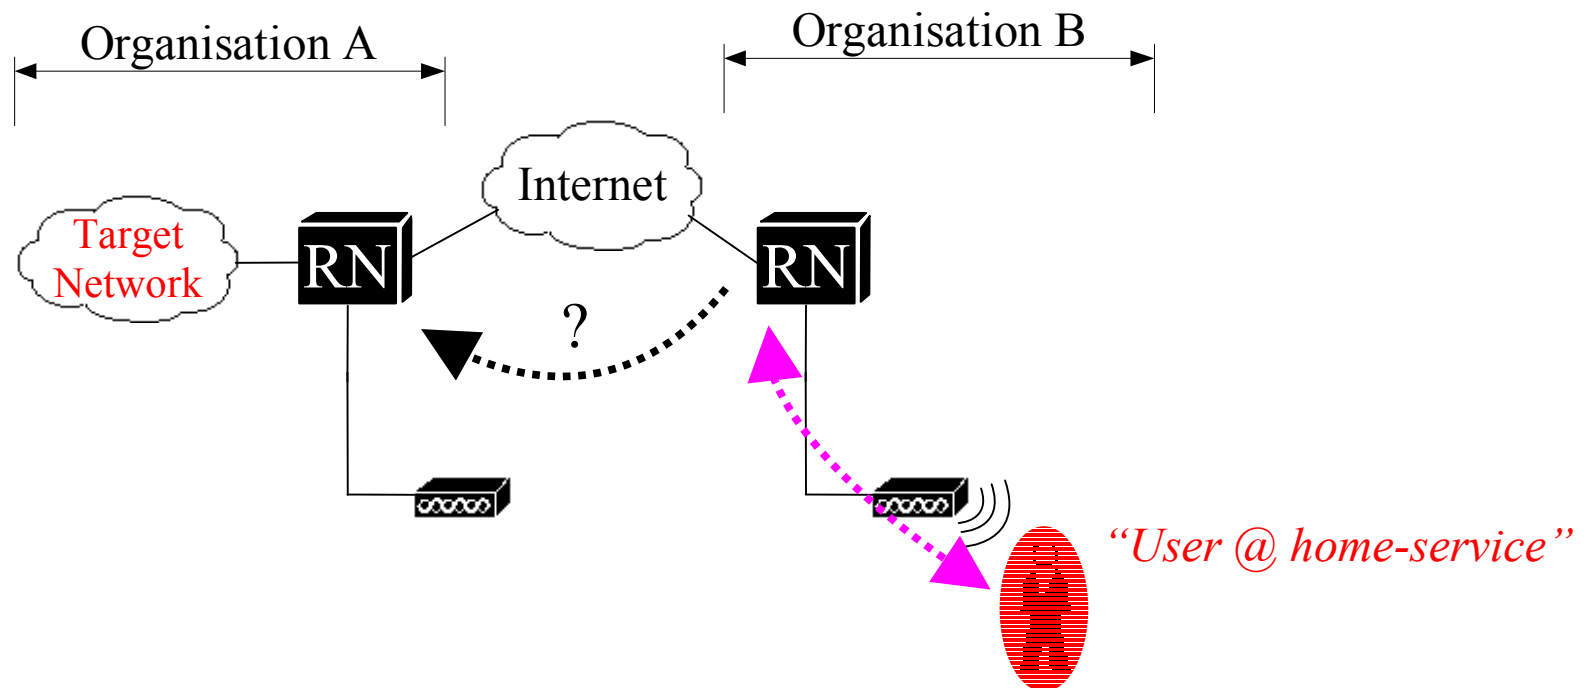 Organisation A
Organisation B
Internet
Target
Network
RN
RN
?
“User @ home-service”